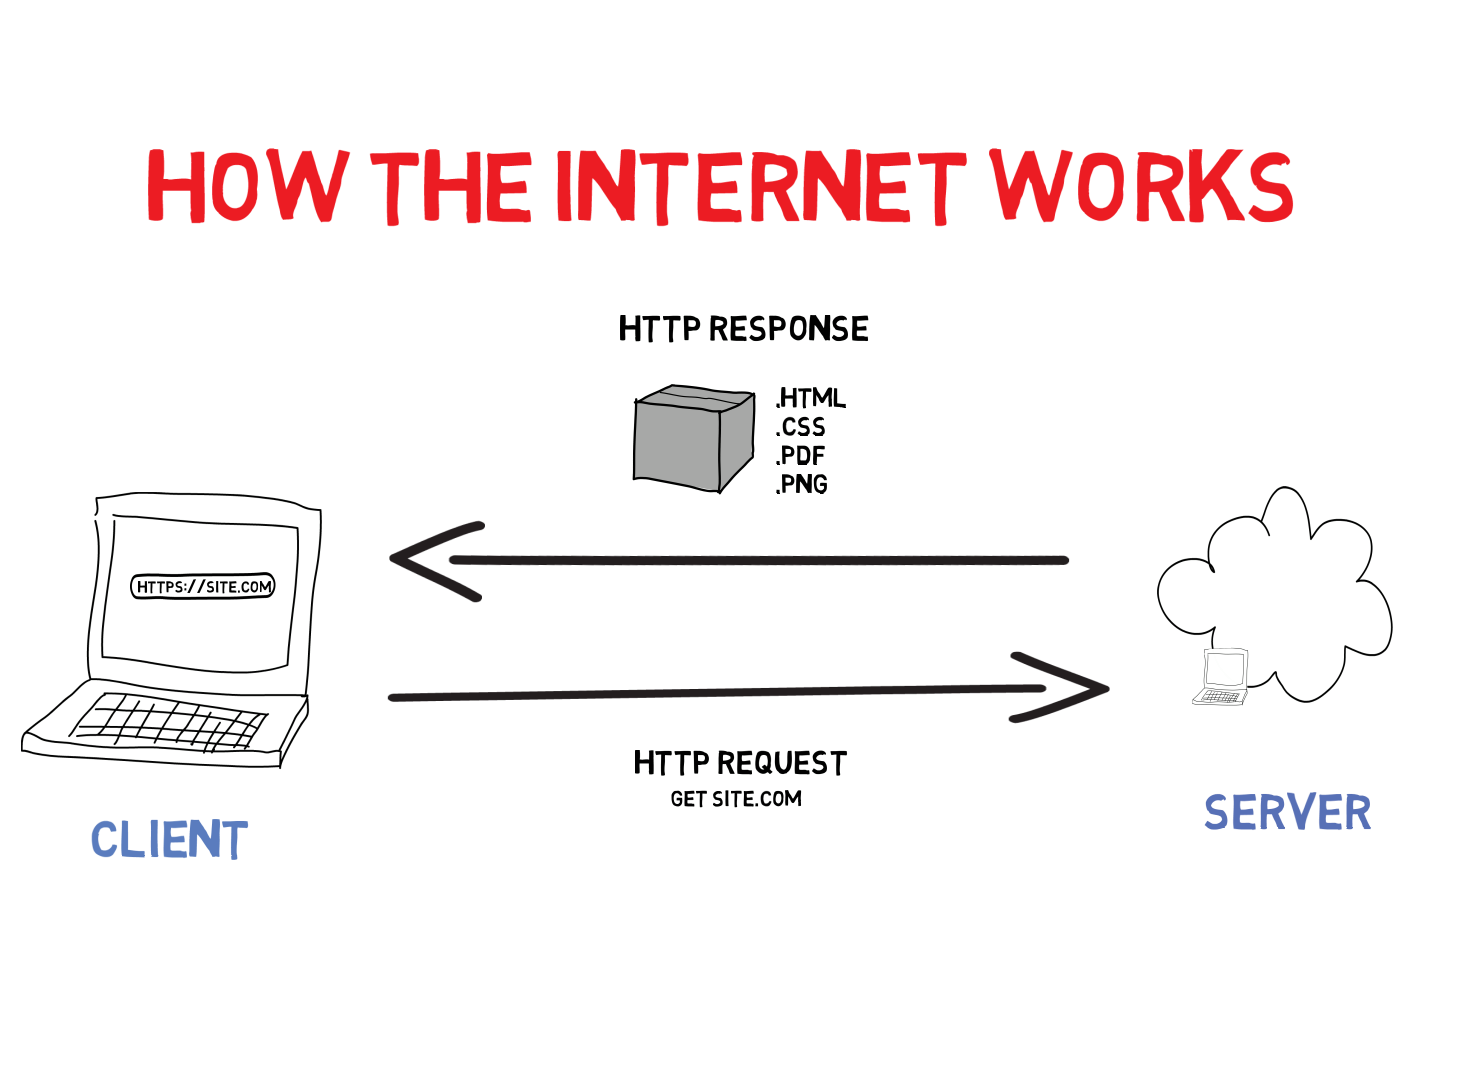 HOW THE INTERNET WORKS
HTTP RESPONSE
.HTML
.CSS
.PDF
.PNG
HTTPS://SITE.COM
HTTP REQUEST
GET SITE.COM
CLIENT
SERVER